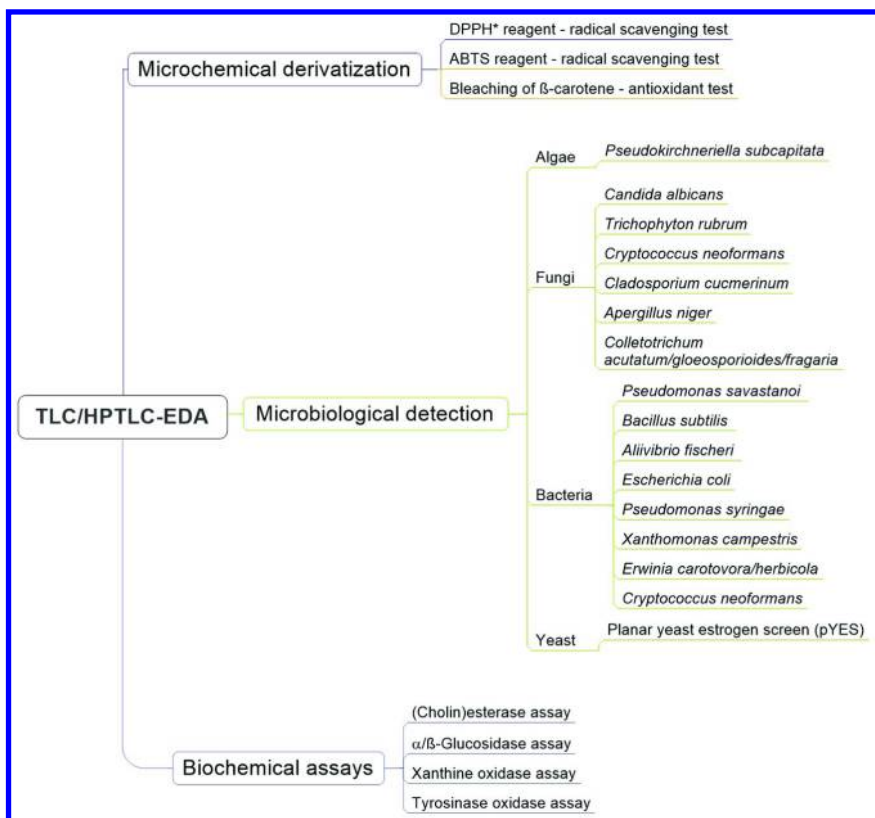 DPPH* reagent - radical scavenging test
Microchemical derivatization
ABTS reagent - radical scavenging test
Bleaching of ß-carotene - antioxidant test
Algae
Pseudokirchneriella subcapitata
Candida albicans
Trichophyton rubrum
Cryptococcus neoformans
Fungi
Cladosporium cucmerinum
Apergillus niger
Colletotrichum
acutatum/gloeosporioides/fragaria
TLC/HPTLC-EDA
Microbiological detection
Pseudomonas savastanoi
Bacillus subtilis
Aliivibrio fischeri
Escherichia coli
Bacteria
Pseudomonas syringae
Xanthomonas campestris
Erwinia carotovora/herbicola
Cryptococcus neoformans
Yeast
Planar yeast estrogen screen (pYES)
(Cholin)esterase assay
α/ß-Glucosidase assay
Biochemical assays
Xanthine oxidase assay
Tyrosinase oxidase assay